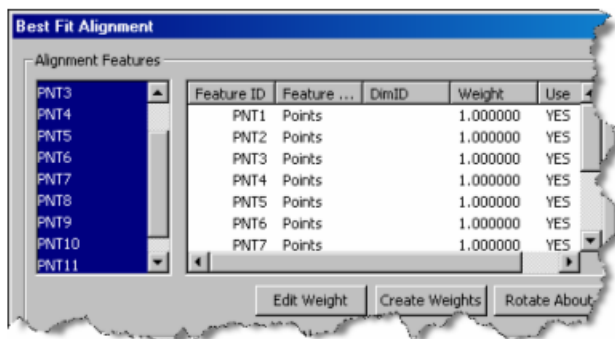 Best Fit Alignment
Alignment Features
PNT3
PNT4
PNT5
PNT6
PNT7
PNT8
PNT9
PNT10
PNT11
Feature ID Feature ... DimID Weight Use
PNT1 Points 1.000000 YES
PNT2 Points 1.000000 YES
PNT3 Points 1.000000 YES
PNT4 Points 1.000000 YES
PNT5 Points 1.000000 YES
PNT6 Points 1.000000 YES
PNT7 Points 1.000000 YES
Edit Weight Create Weights Rotate About